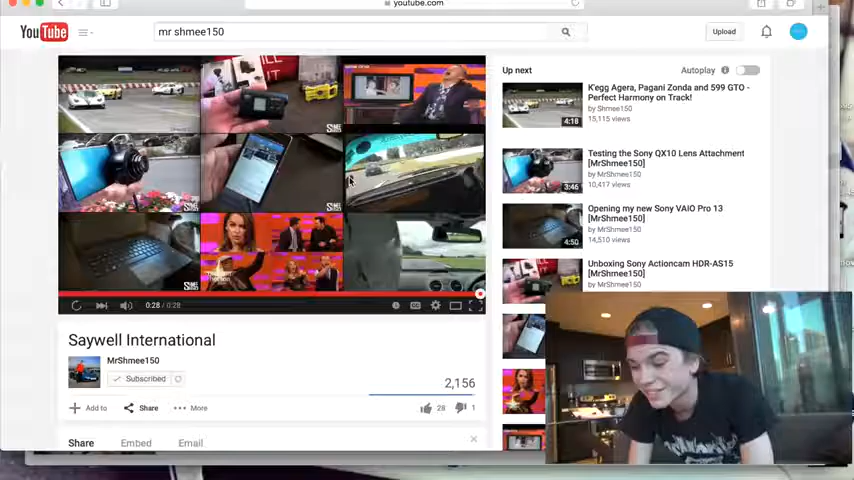 youtube.com
YouTube
mr shmee150
Upload
Up next
Autoplay
K'egg Agera, Pagani Zonda and 599 GTO -
Perfect Harmony on Track!
by Shmee150
15,115 views
4:18
Testing the Sony QX10 Lens Attachment
[MrShmee150]
by MrShmee150
10,417 views
3:46
Opening my new Sony VAIO Pro 13
[MrShmee150]
by MrShmee150
14,510 views
4:50
Unboxing Sony Actioncam HDR-AS15
[MrShmee150]
by MrShmee150
0:28 / 0:28
Saywell International
MrShmee150
Subscribed
2,156
Add to
Share
More
28
1
Share
Embed
Email